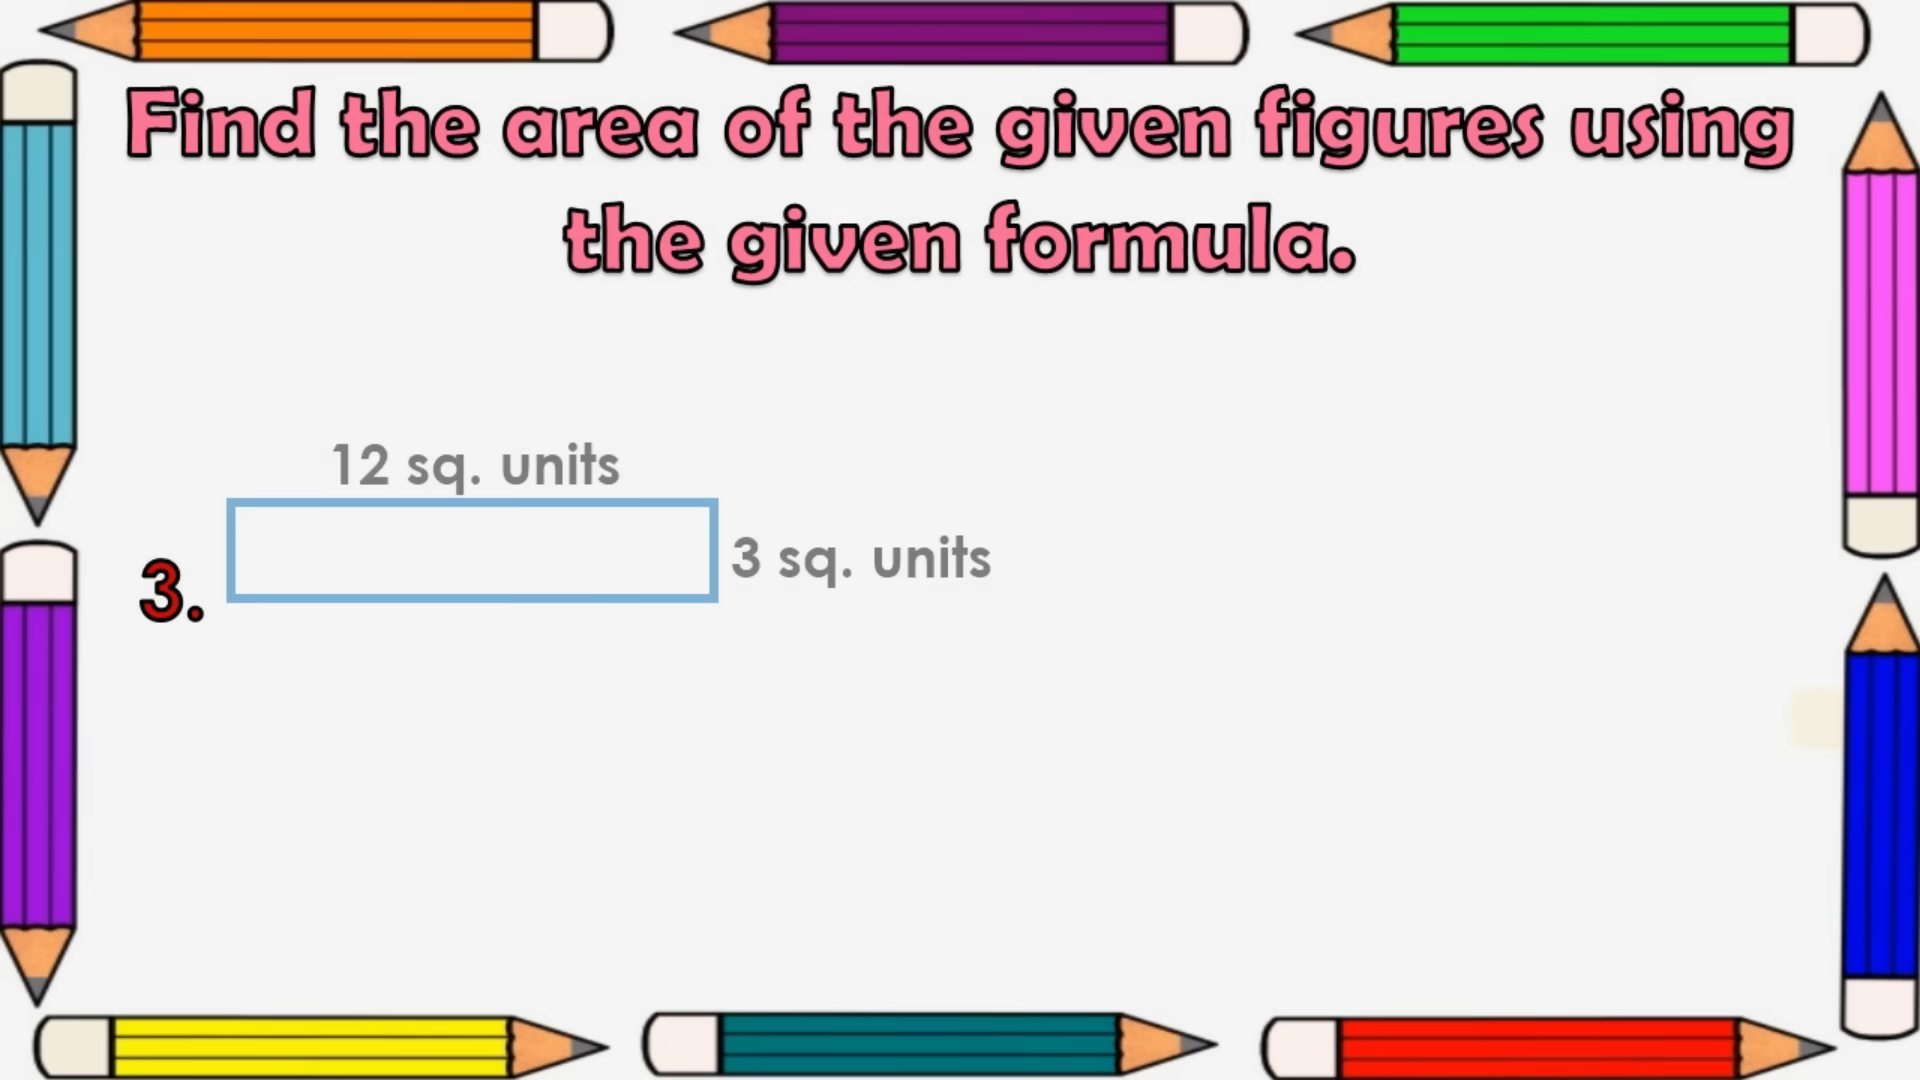 Find the area of the given figures using
the given formula.
12 sq. units
3 sq. units
3.